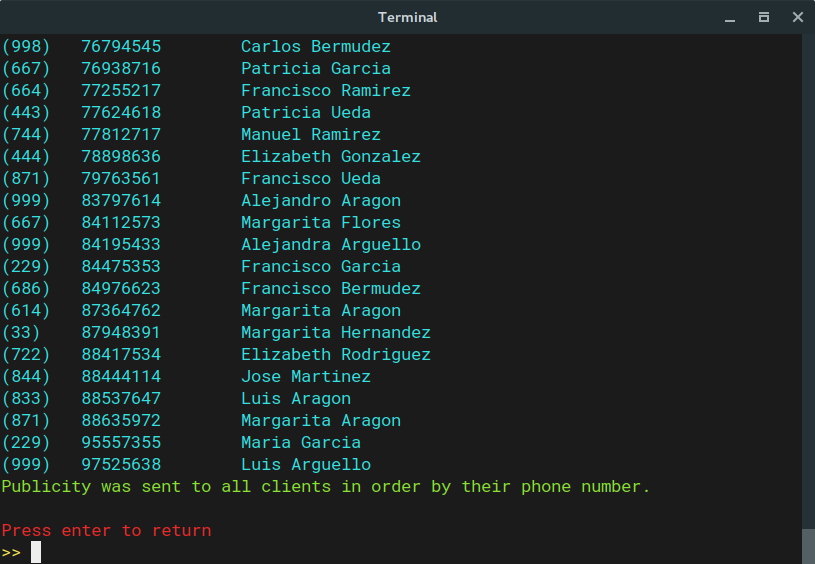 Terminal
(998) 76794545 Carlos Bermudez
(667) 76938716 Patricia Garcia
(664) 77255217 Francisco Ramirez
(443) 77624618 Patricia Ueda
(744) 77812717 Manuel Ramirez
(444) 78898636 Elizabeth Gonzalez
(871) 79763561 Francisco Ueda
(999) 83797614 Alejandro Aragon
(667) 84112573 Margarita Flores
(999) 84195433 Alejandra Arguello
(229) 84475353 Francisco Garcia
(686) 84976623 Francisco Bermudez
(614) 87364762 Margarita Aragon
(33) 87948391 Margarita Hernandez
(722) 88417534 Elizabeth Rodriguez
(844) 88444114 Jose Martinez
(833) 88537647 Luis Aragon
(871) 88635972 Margarita Aragon
(229) 95557355 Maria Garcia
(999) 97525638 Luis Arguello
Publicity was sent to all clients in order by their phone number.
Press enter to return
>>